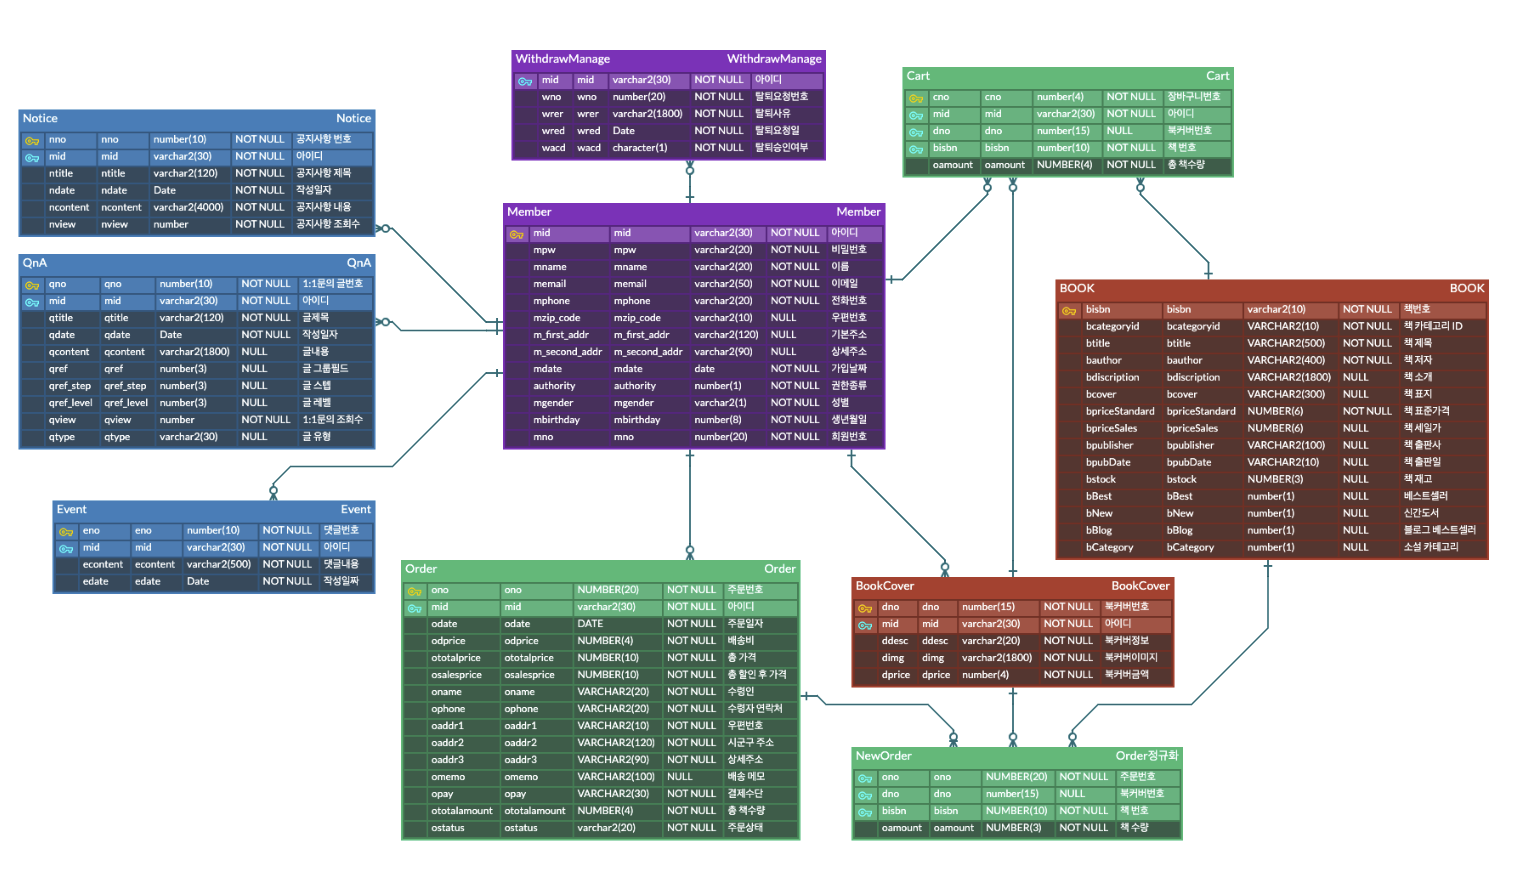 WithdrawManage WithdrawManage
mid mid varchar2(30) NOT NULL 아이디
wno wno number(20) NOT NULL 탈퇴요청번호
wrer wrer varchar2(1800) NOT NULL 탈퇴사유
wred wred Date NOT NULL 탈퇴요청일
wacd wacd character(1) NOT NULL 탈퇴승인여부
Cart Cart
cno cno number(4) NOT NULL 장바구니번호
mid mid varchar2(30) NOT NULL 아이디
dno dno number(15) NULL 북커버번호
bisbn bisbn number(10) NOT NULL 책 번호
oamount oamount NUMBER(4) NOT NULL 총 책수량
Notice Notice
nno nno number(10) NOT NULL 공지사항 번호
mid mid varchar2(30) NOT NULL 아이디
ntitle ntitle varchar2(120) NOT NULL 공지사항 제목
ndate ndate Date NOT NULL 작성일자
ncontent ncontent varchar2(4000) NOT NULL 공지사항 내용
nview nview number NOT NULL 공지사항 조회수
Member Member
mid mid varchar2(30) NOT NULL 아이디
mpw mpw varchar2(20) NOT NULL 비밀번호
mname mname varchar2(20) NOT NULL 이름
memail memail varchar2(50) NOT NULL 이메일
mphone mphone varchar2(20) NOT NULL 전화번호
mzip_code mzip_code varchar2(10) NULL 우편번호
m_first_addr m_first_addr varchar2(120) NULL 기본주소
m_second_addr m_second_addr varchar2(90) NULL 상세주소
mdate mdate date NOT NULL 가입날짜
authority authority number(1) NOT NULL 권한종류
mgender mgender varchar2(1) NOT NULL 성별
mbirthday mbirthday number(8) NOT NULL 생년월일
mno mno number(20) NOT NULL 회원번호
QnA QnA
qno qno number(10) NOT NULL 1:1문의 글번호
mid mid varchar2(30) NOT NULL 아이디
qtitle qtitle varchar2(120) NOT NULL 글제목
qdate qdate Date NOT NULL 작성일자
qcontent qcontent varchar2(1800) NULL 글내용
qref qref number(3) NULL 글 그룹필드
qref_step qref_step number(3) NULL 글 스텝
qref_level qref_level number(3) NULL 글 레벨
qview qview number NOT NULL 1:1문의 조회수
qtype qtype varchar2(30) NULL 글 유형
BOOK BOOK
bisbn bisbn varchar2(10) NOT NULL 책번호
bcategoryid bcategoryid VARCHAR2(10) NOT NULL 책 카테고리 ID
btitle btitle VARCHAR2(500) NOT NULL 책 제목
bauthor bauthor VARCHAR2(400) NOT NULL 책 저자
bdiscription bdiscription VARCHAR2(1800) NULL 책 소개
bcover bcover VARCHAR2(300) NULL 책 표지
bpriceStandard bpriceStandard NUMBER(6) NOT NULL 책 표준가격
bpriceSales bpriceSales NUMBER(6) NULL 책 세일가
bpublisher bpublisher VARCHAR2(100) NULL 책 출판사
bpubDate bpubDate VARCHAR2(10) NULL 책 출판일
bstock bstock NUMBER(3) NULL 책 재고
bBest bBest number(1) NULL 베스트셀러
bNew bNew number(1) NULL 신간도서
bBlog bBlog number(1) NULL 블로그 베스트셀러
bCategory bCategory number(1) NULL 소설 카테고리
Event Event
eno eno number(10) NOT NULL 댓글번호
mid mid varchar2(30) NOT NULL 아이디
econtent econtent varchar2(500) NOT NULL 댓글내용
edate edate Date NOT NULL 작성일짜
Order Order
ono ono NUMBER(20) NOT NULL 주문번호
mid mid varchar2(30) NOT NULL 아이디
odate odate DATE NOT NULL 주문일자
odprice odprice NUMBER(4) NOT NULL 배송비
ototalprice ototalprice NUMBER(10) NOT NULL 총 가격
osalesprice osalesprice NUMBER(10) NOT NULL 총 할인 후 가격
oname oname VARCHAR2(20) NOT NULL 수령인
ophone ophone VARCHAR2(20) NOT NULL 수령자 연락처
oaddr1 oaddr1 VARCHAR2(10) NOT NULL 우편번호
oaddr2 oaddr2 VARCHAR2(120) NOT NULL 시군구 주소
oaddr3 oaddr3 VARCHAR2(90) NOT NULL 상세주소
omemo omemo VARCHAR2(100) NULL 배송 메모
opay opay VARCHAR2(30) NOT NULL 결제수단
ototalamount ototalamount NUMBER(4) NOT NULL 총 책수량
ostatus ostatus varchar2(20) NOT NULL 주문상태
BookCover BookCover
dno dno number(15) NOT NULL 북커버번호
mid mid varchar2(30) NOT NULL 아이디
ddesc ddesc varchar2(20) NOT NULL 북커버정보
dimg dimg varchar2(1800) NOT NULL 북커버이미지
dprice dprice number(4) NOT NULL 북커버금액
NewOrder Order정규화
ono ono NUMBER(20) NOT NULL 주문번호
dno dno number(15) NULL 북커버번호
bisbn bisbn NUMBER(10) NOT NULL 책 번호
oamount oamount NUMBER(3) NOT NULL 책 수량